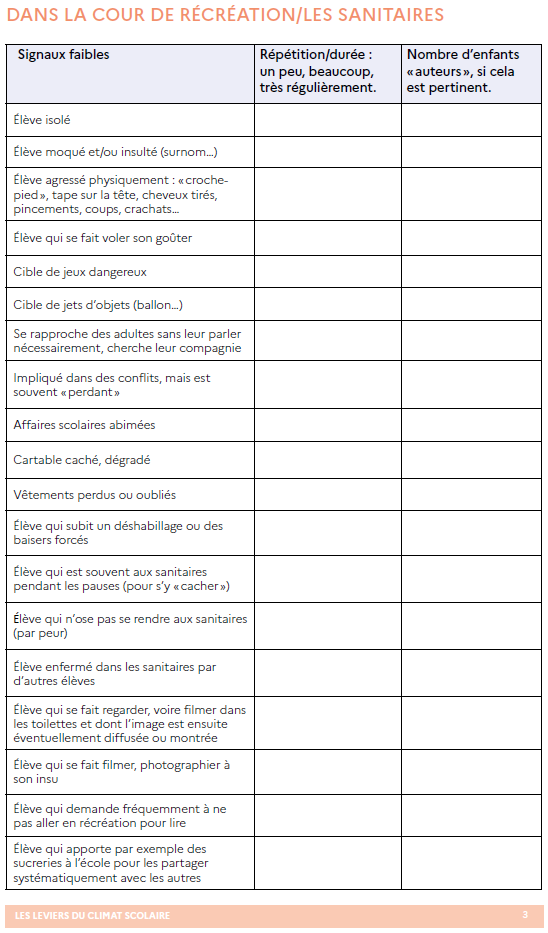 DANS LA COUR DE RÉCRÉATION/LES SANITAIRES
Signaux faibles
Répétition/durée :
un peu, beaucoup,
très régulièrement.
Nombre d’enfants
« auteurs », si cela
est pertinent.
Élève isolé
Élève moqué et/ou insulté (surnom…)
Élève agressé physiquement : « croche-
pied », tape sur la tête, cheveux tirés,
pincements, coups, crachats…
Élève qui se fait voler son goûter
Cible de jeux dangereux
Cible de jets d’objets (ballon…)
Se rapproche des adultes sans leur parler
nécessairement, cherche leur compagnie
Impliqué dans des conflits, mais est
souvent « perdant »
Affaires scolaires abimées
Cartable caché, dégradé
Vêtements perdus ou oubliés
Élève qui subit un déshabillage ou des
baisers forcés
Élève qui est souvent aux sanitaires
pendant les pauses (pour s’y « cacher »)
Élève qui n’ose pas se rendre aux sanitaires
(par peur)
Élève enfermé dans les sanitaires par
d’autres élèves
Élève qui se fait regarder, voire filmer dans
les toilettes et dont l’image est ensuite
éventuellement diffusée ou montrée
Élève qui se fait filmer, photographier à
son insu
Élève qui demande fréquemment à ne
pas aller en récréation pour lire
Élève qui apporte par exemple des
sucreries à l’école pour les partager
systématiquement avec les autres
LES LEVIERS DU CLIMAT SCOLAIRE
3